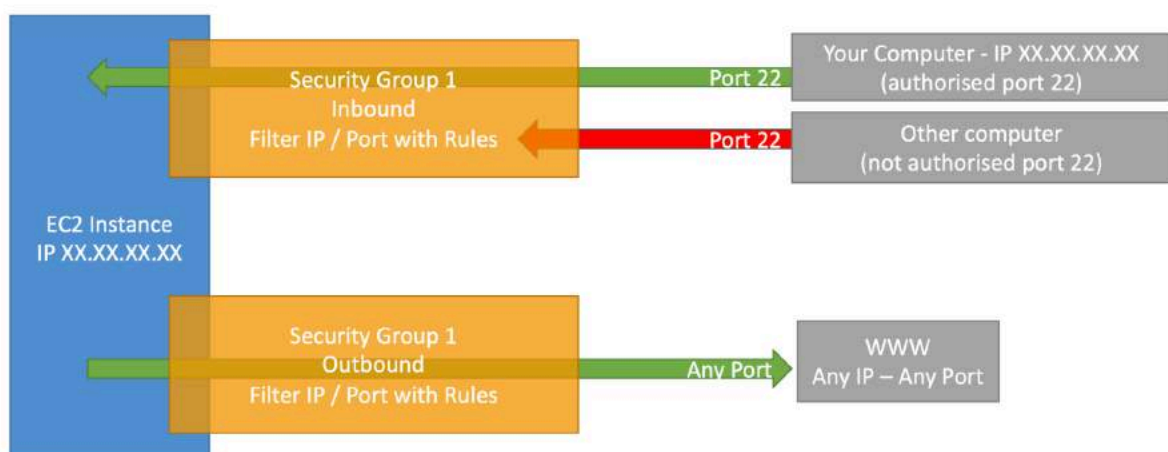 Your Computer - IP XX.XX.XX.XX
(authorised port 22)
Port 22
Security Group 1
Inbound
Filter IP / Port with Rules
Port 22
Other computer
(not authorised port 22)
EC2 Instance
IP XX.XX.XX.XX
Security Group 1
Outbound
Filter IP / Port with Rules
Any Port
WWW
Any IP – Any Port